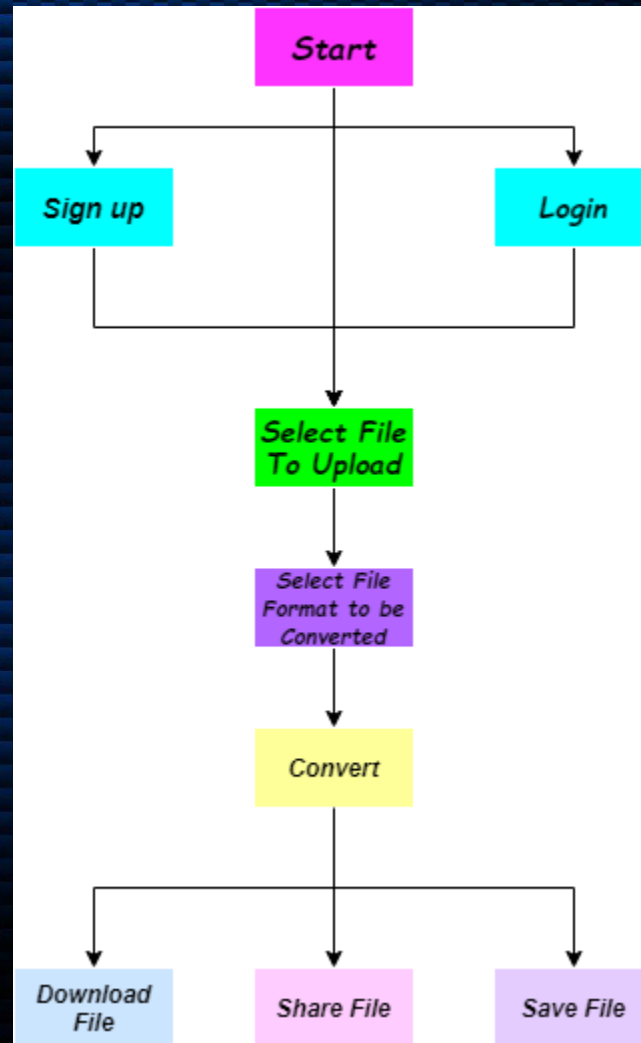 Start
Sign up
Login
Select File
To Upload
Select File
Format to be
Converted
Convert
Download
File
Share File
Save File